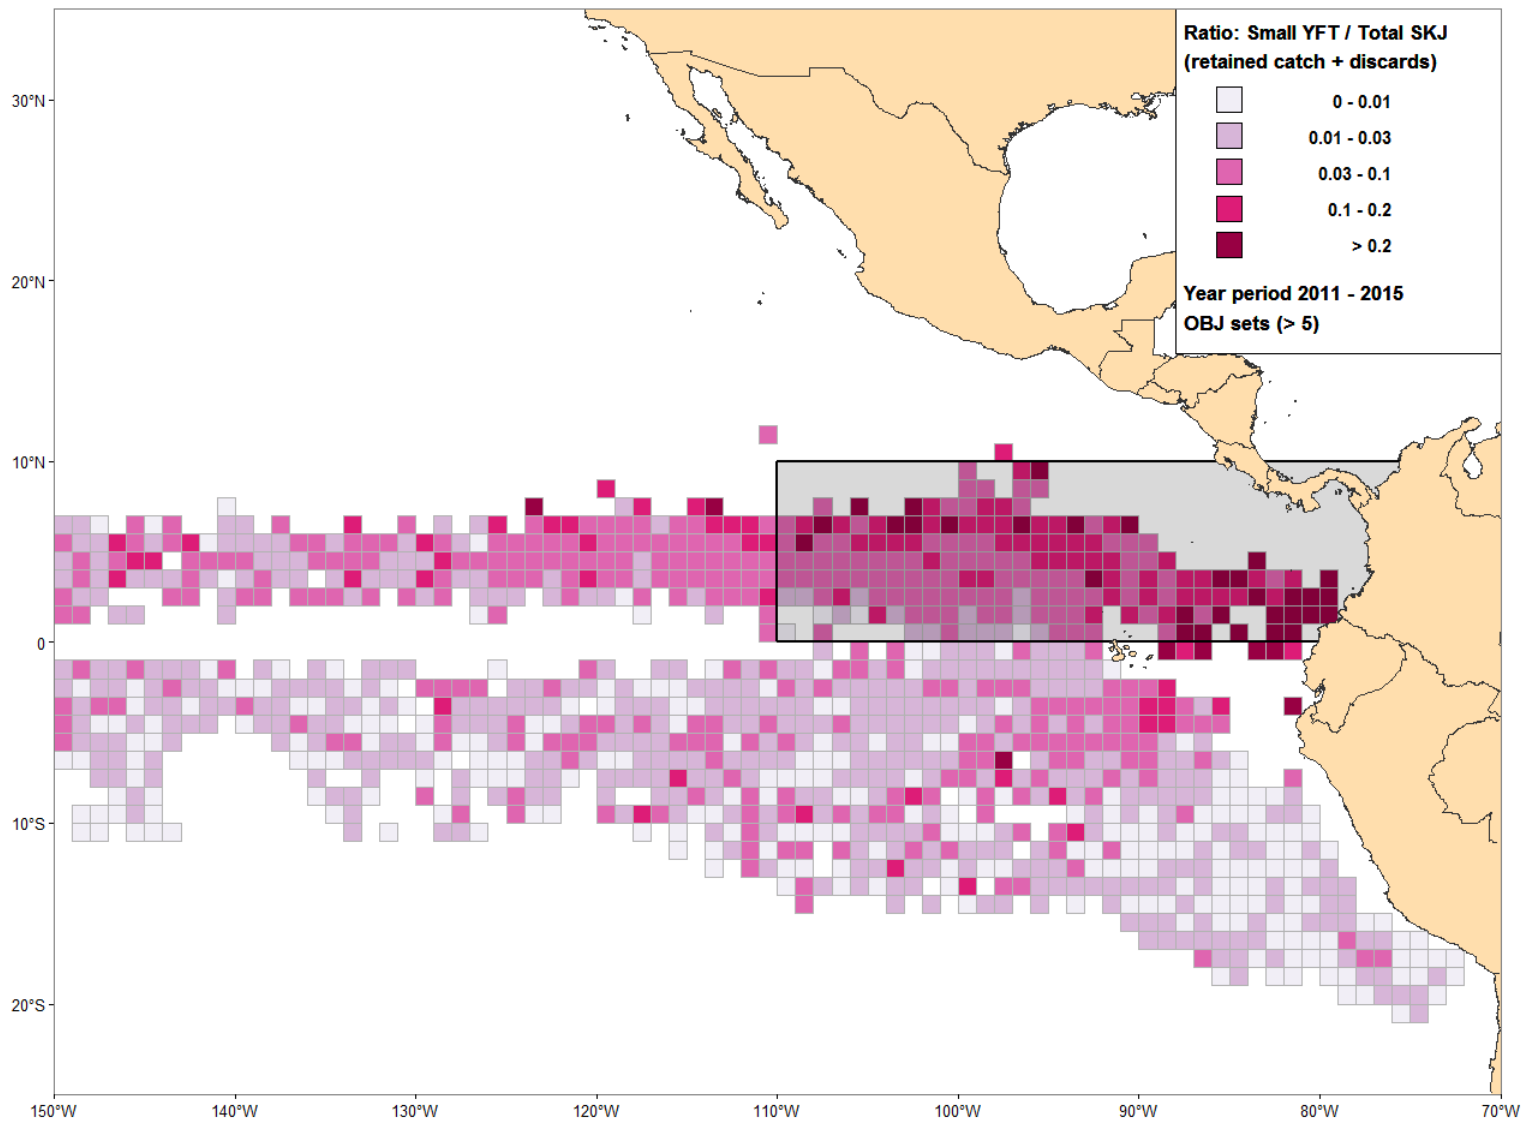 Ratio: Small YFT / Total SKJ
(retained catch + discards)
0 - 0.01
0.01 - 0.03
0.03 - 0.1
0.1 - 0.2
> 0.2
Year period 2011 - 2015
OBJ sets (> 5)
30°N
20°N
10°N
0
10°S
20°S
150°W 140°W 130°W 120°W 110°W 100°W 90°W 80°W 70°W